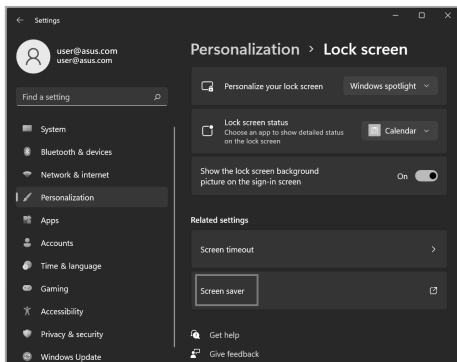 Settings
user@asus.com
user@asus.com
Find a setting
System
Bluetooth & devices
Network & internet
Personalization
Apps
Accounts
Time & language
Gaming
Accessibility
Privacy & security
Windows Update
Personalization > Lock screen
Personalize your lock screen
Windows spotlight
Lock screen status
Choose an app to show detailed status
on the lock screen
Calendar
Show the lock screen background
picture on the sign-in screen
On
Related settings
Screen timeout
Screen saver
Get help
Give feedback